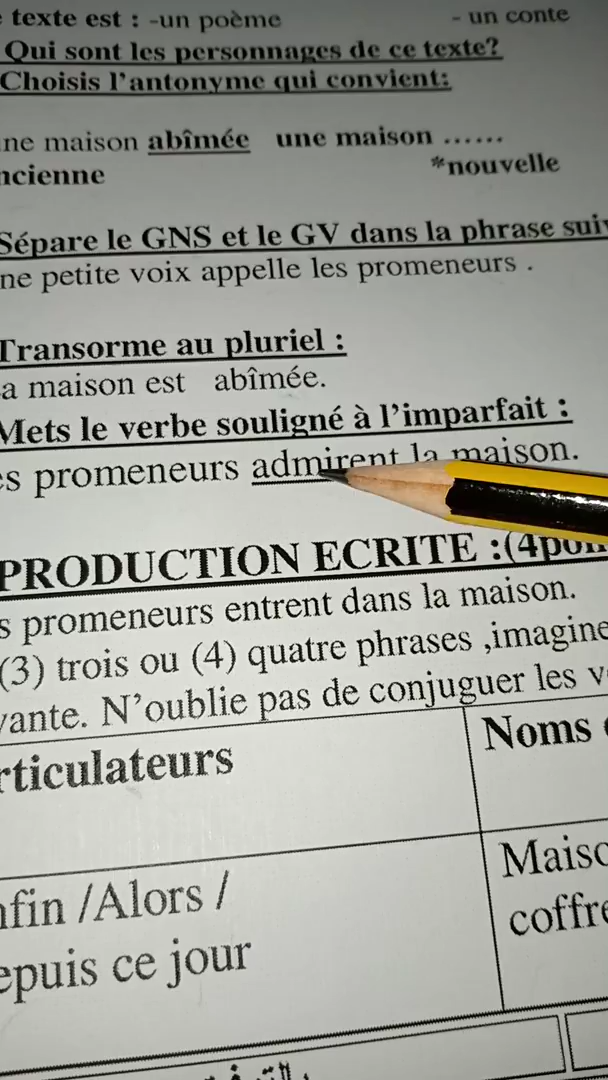 texte est : -un poème - un conte
Qui sont les personnages de ce texte?
Choisis l'antonyme qui convient:
ne maison abîmée une maison ......
ncienne *nouvelle
Sépare le GNS et le GV dans la phrase suiv
ne petite voix appelle les promeneurs .
Transorme au pluriel :
a maison est abîmée.
Mets le verbe souligné à l'imparfait :
es promeneurs admirent la maison.
PRODUCTION ECRITE :(4poin
s promeneurs entrent dans la maison.
(3) trois ou (4) quatre phrases ,imagine
vante. N'oublie pas de conjuguer les v
rticulateurs Noms
nfin /Alors / Maiso
epuis ce jour coffre